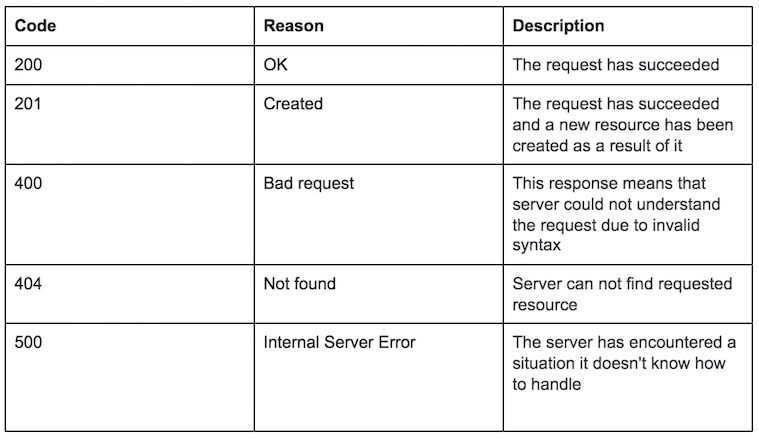 Code Reason Description
200 OK The request has succeeded
201 Created The request has succeeded
and a new resource has been
created as a result of it
400 Bad request This response means that
server could not understand
the request due to invalid
syntax
404 Not found Server can not find requested
resource
500 Internal Server Error The server has encountered a
situation it doesn't know how
to handle